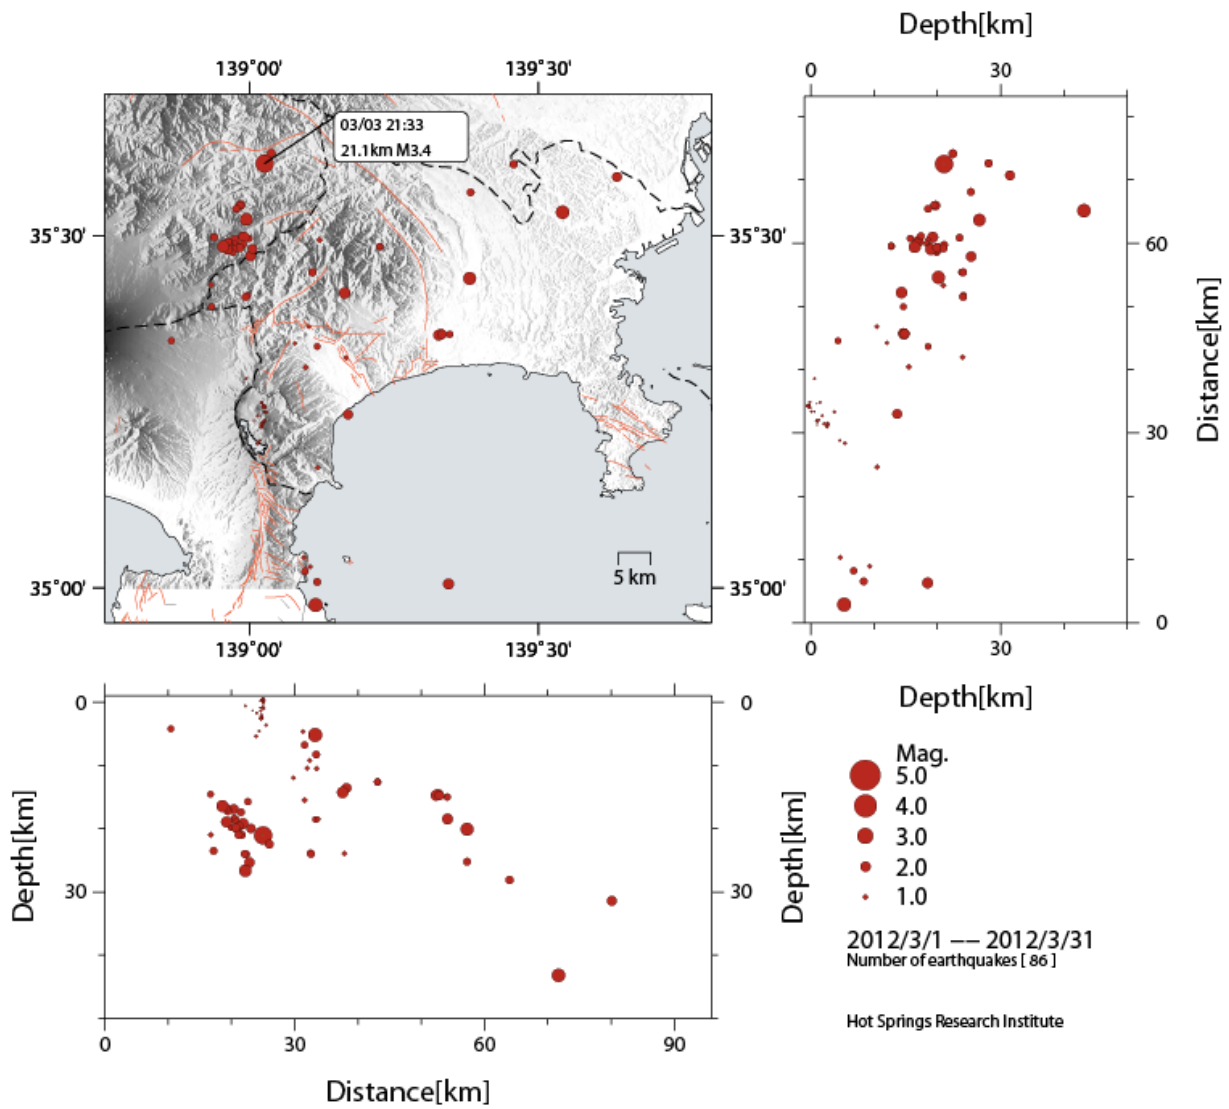 Depth[km]
139°00'
139°30'
0
30
03/03 21:33
21.1km M3.4
35°30'
35°30'
60
30
0
Distance[km]
5 km
35°00'
35°00'
139°00'
139°30'
0
30
Depth[km]
0
30
Depth[km]
0
30
Depth[km]
0
30
60
90
Distance[km]
Mag.
5.0
4.0
3.0
2.0
1.0
2012/3/1 –– 2012/3/31
Number of earthquakes [ 86 ]
Hot Springs Research Institute